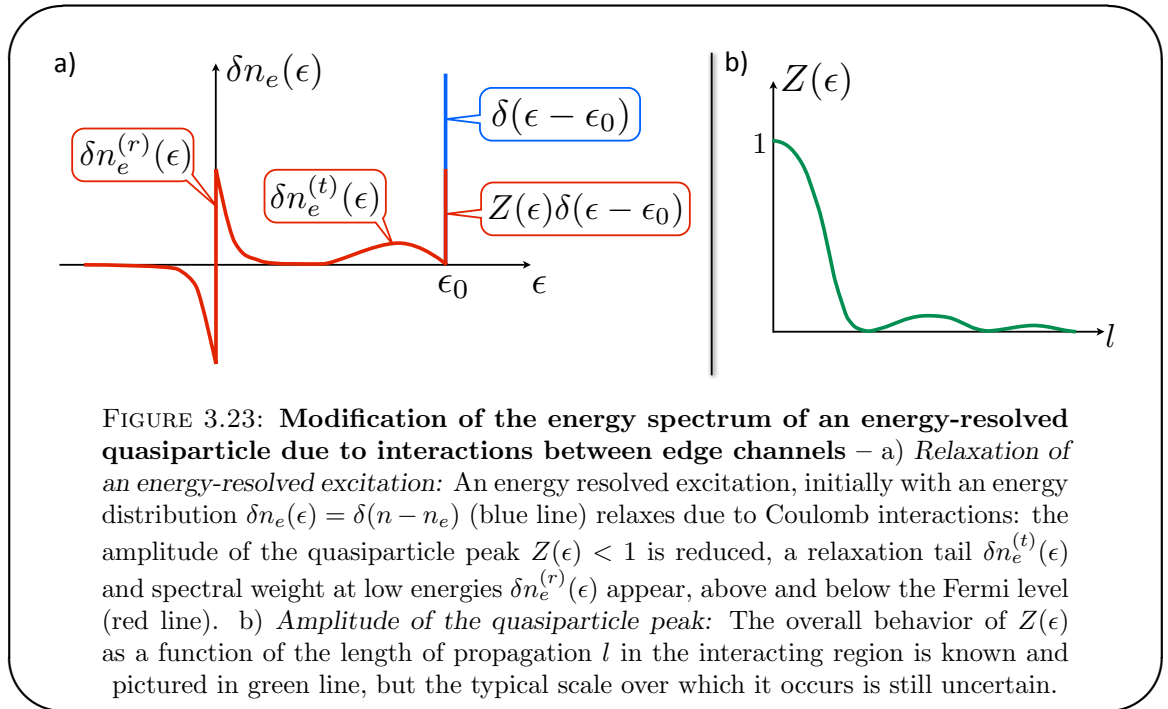 a)
δn_e(ϵ)
δ(ϵ − ϵ_0)
δn_e^{(r)}(ϵ)
δn_e^{(t)}(ϵ)
Z(ϵ)δ(ϵ − ϵ_0)
ϵ_0
ϵ
b)
Z(ϵ)
1
l
FIGURE 3.23: Modification of the energy spectrum of an energy-resolved
quasiparticle due to interactions between edge channels – a) Relaxation of
an energy-resolved excitation: An energy resolved excitation, initially with an energy
distribution δn_e(ϵ) = δ(n − n_e) (blue line) relaxes due to Coulomb interactions: the
amplitude of the quasiparticle peak Z(ϵ) < 1 is reduced, a relaxation tail δn_e^{(t)}(ϵ)
and spectral weight at low energies δn_e^{(r)}(ϵ) appear, above and below the Fermi level
(red line). b) Amplitude of the quasiparticle peak: The overall behavior of Z(ϵ)
as a function of the length of propagation l in the interacting region is known and
pictured in green line, but the typical scale over which it occurs is still uncertain.